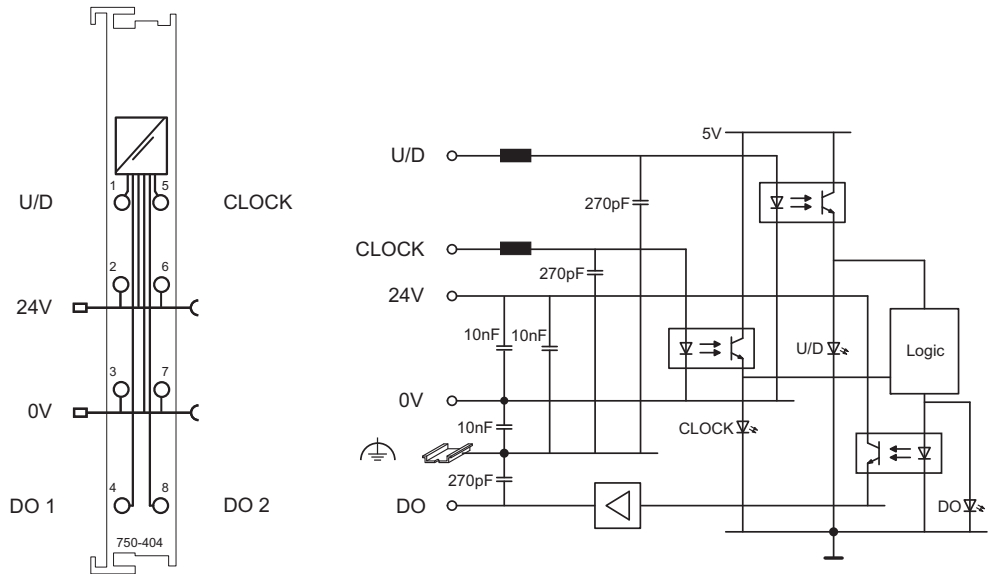 1
5
U/D
CLOCK
2
6
24V
3
7
0V
4
8
DO 1
DO 2
750-404
5V
U/D
270pF
CLOCK
270pF
24V
10nF
10nF
U/D
Logic
0V
10nF
CLOCK
270pF
DO
DO